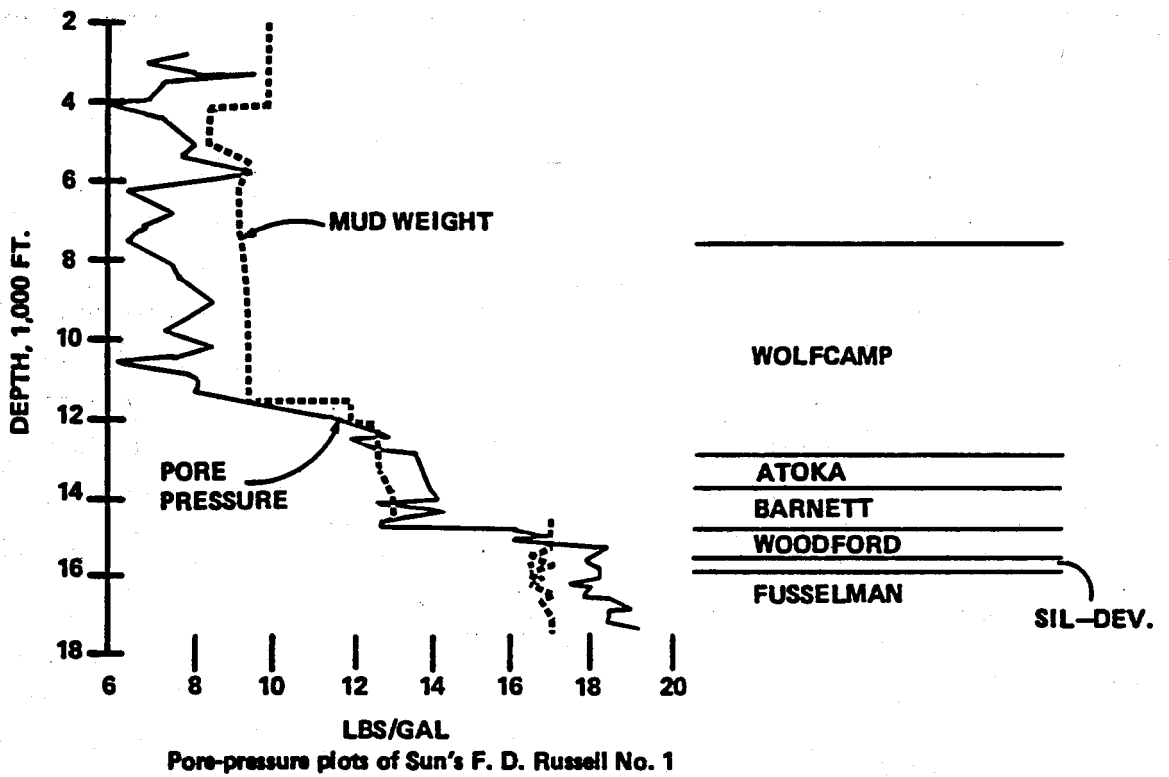 2
4
6
8
10
12
14
16
18
DEPTH, 1,000 FT.
MUD WEIGHT
PORE
PRESSURE
WOLFCAMP
ATOKA
BARNETT
WOODFORD
FUSSELMAN
SIL-DEV.
6 8 10 12 14 16 18 20
LBS/GAL
Pore-pressure plots of Sun's F. D. Russell No. 1